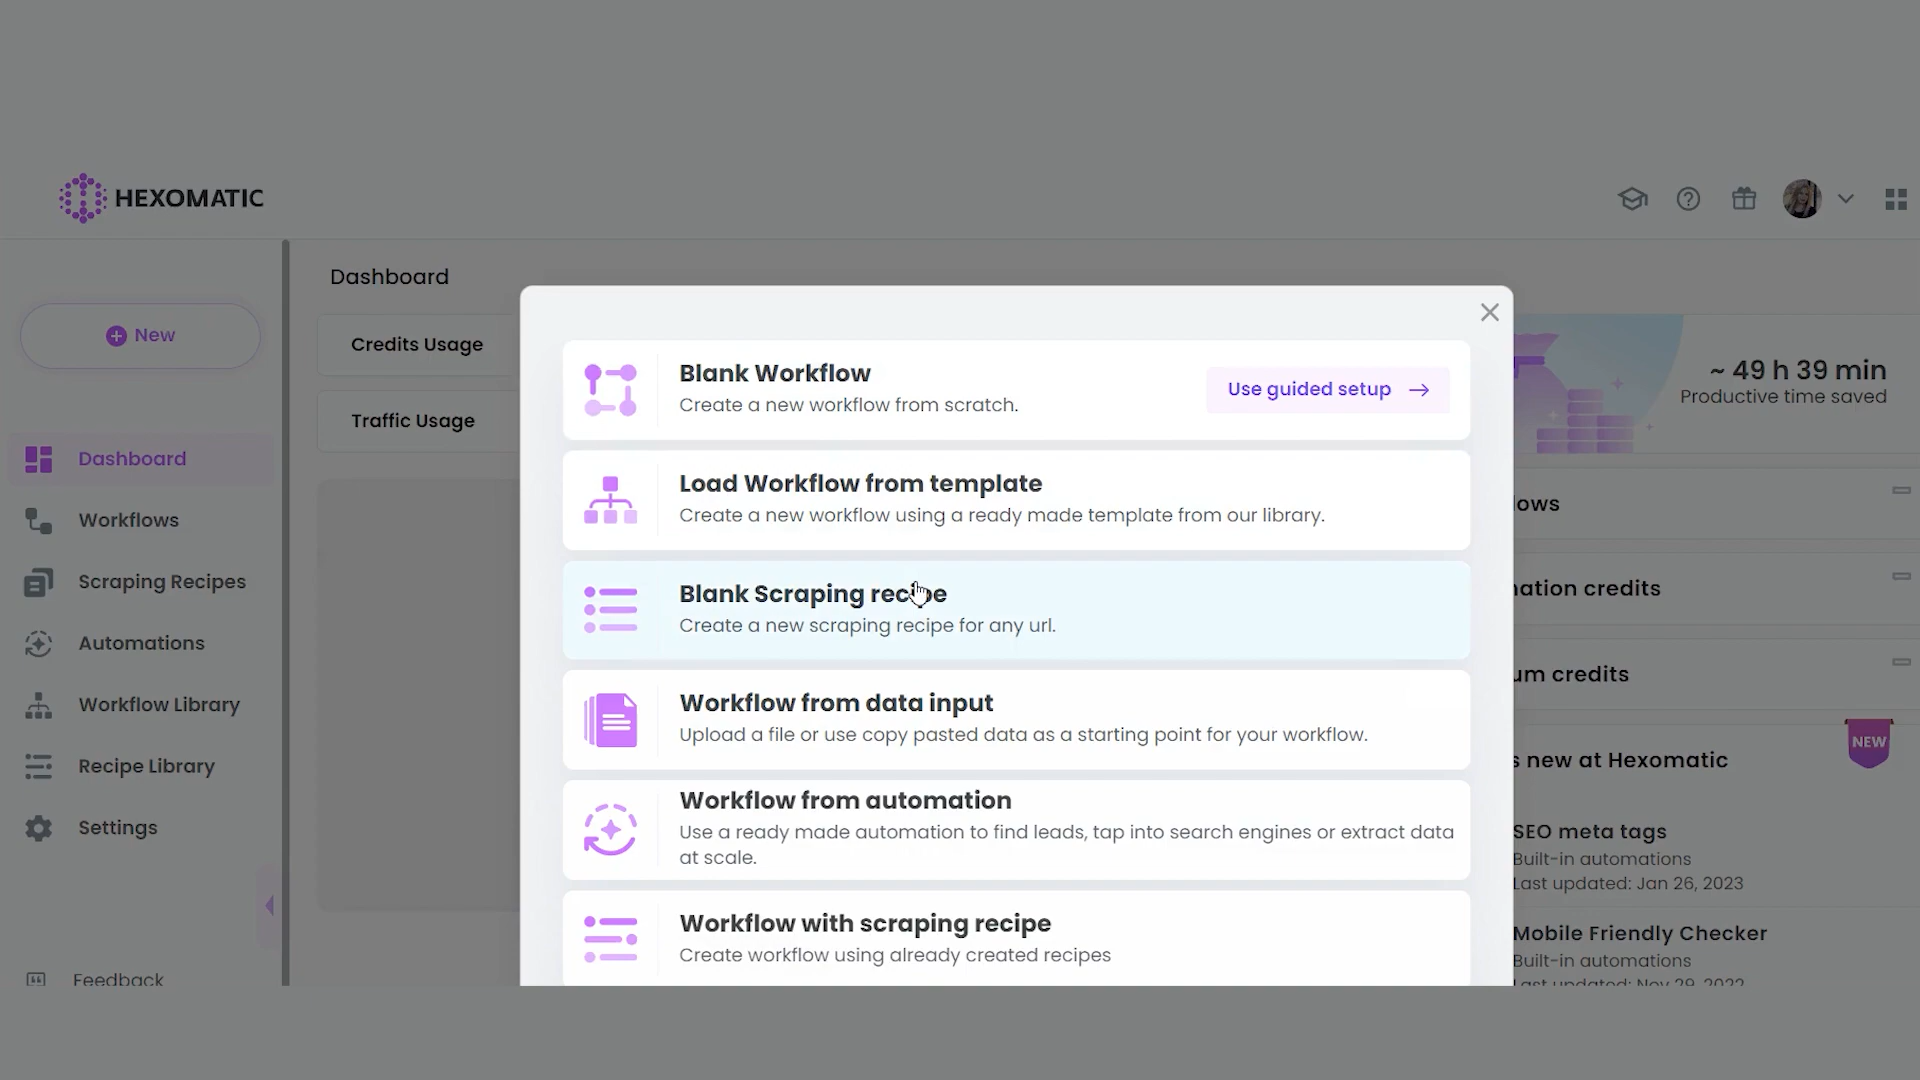 HEXOMATIC
New
Dashboard
Workflows
Scraping Recipes
Automations
Workflow Library
Recipe Library
Settings
Feedback
Dashboard
Credits Usage
Traffic Usage
Blank Workflow
Create a new workflow from scratch.
Use guided setup
Load Workflow from template
Create a new workflow using a ready made template from our library.
Blank Scraping recipe
Create a new scraping recipe for any url.
Workflow from data input
Upload a file or use copy pasted data as a starting point for your workflow.
Workflow from automation
Use a ready made automation to find leads, tap into search engines or extract data
at scale.
Workflow with scraping recipe
Create workflow using already created recipes
~ 49 h 39 min
Productive time saved
credits
credits
new at Hexomatic
NEW
SEO meta tags
Built-in automations
Last updated: Jan 26, 2023
Mobile Friendly Checker
Built-in automations
Last updated: Nov 29, 2022